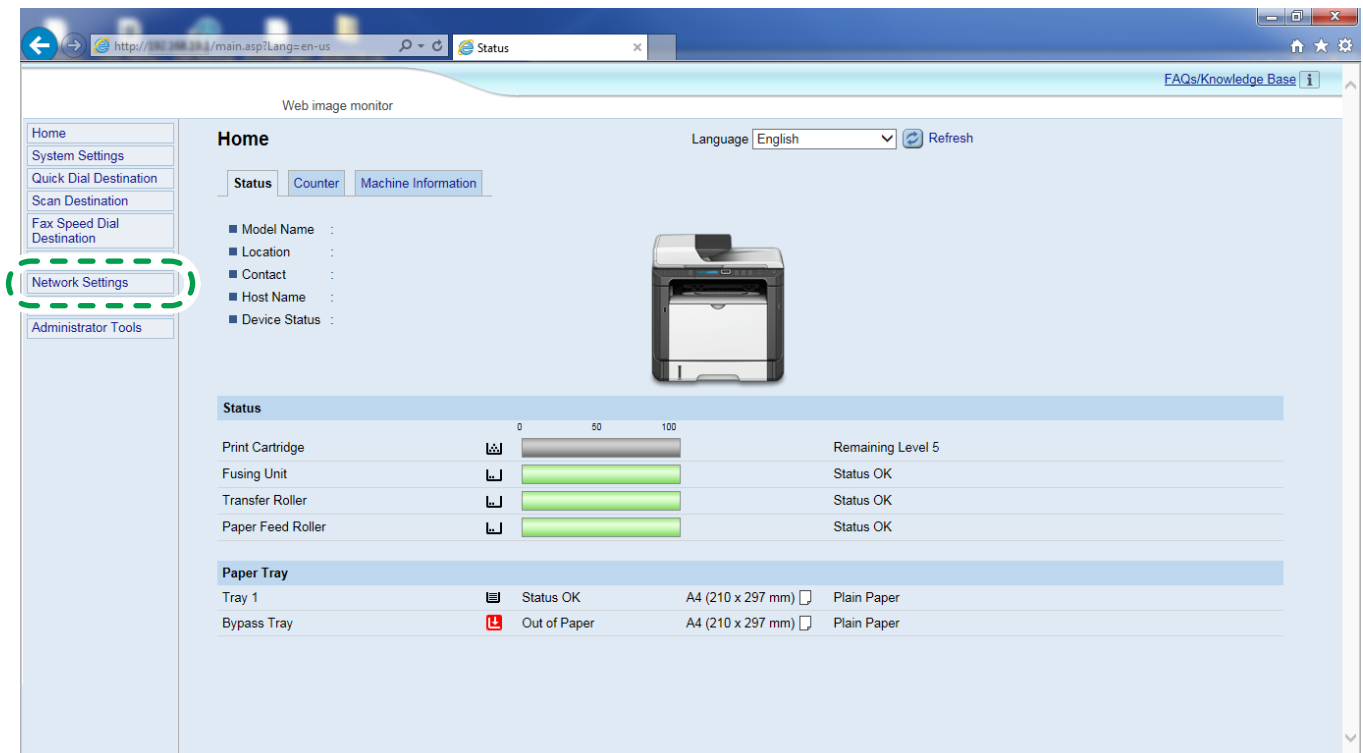 http:// /main.asp?Lang=en-us
Status
FAQs/Knowledge Base i
Web image monitor
Home
System Settings
Quick Dial Destination
Scan Destination
Fax Speed Dial
Destination
Network Settings
Administrator Tools
Home
Language English Refresh
Status Counter Machine Information
Model Name :
Location :
Contact :
Host Name :
Device Status :
Status
0 50 100
Print Cartridge Remaining Level 5
Fusing Unit Status OK
Transfer Roller Status OK
Paper Feed Roller Status OK
Paper Tray
Tray 1 Status OK A4 (210 x 297 mm) Plain Paper
Bypass Tray Out of Paper A4 (210 x 297 mm) Plain Paper